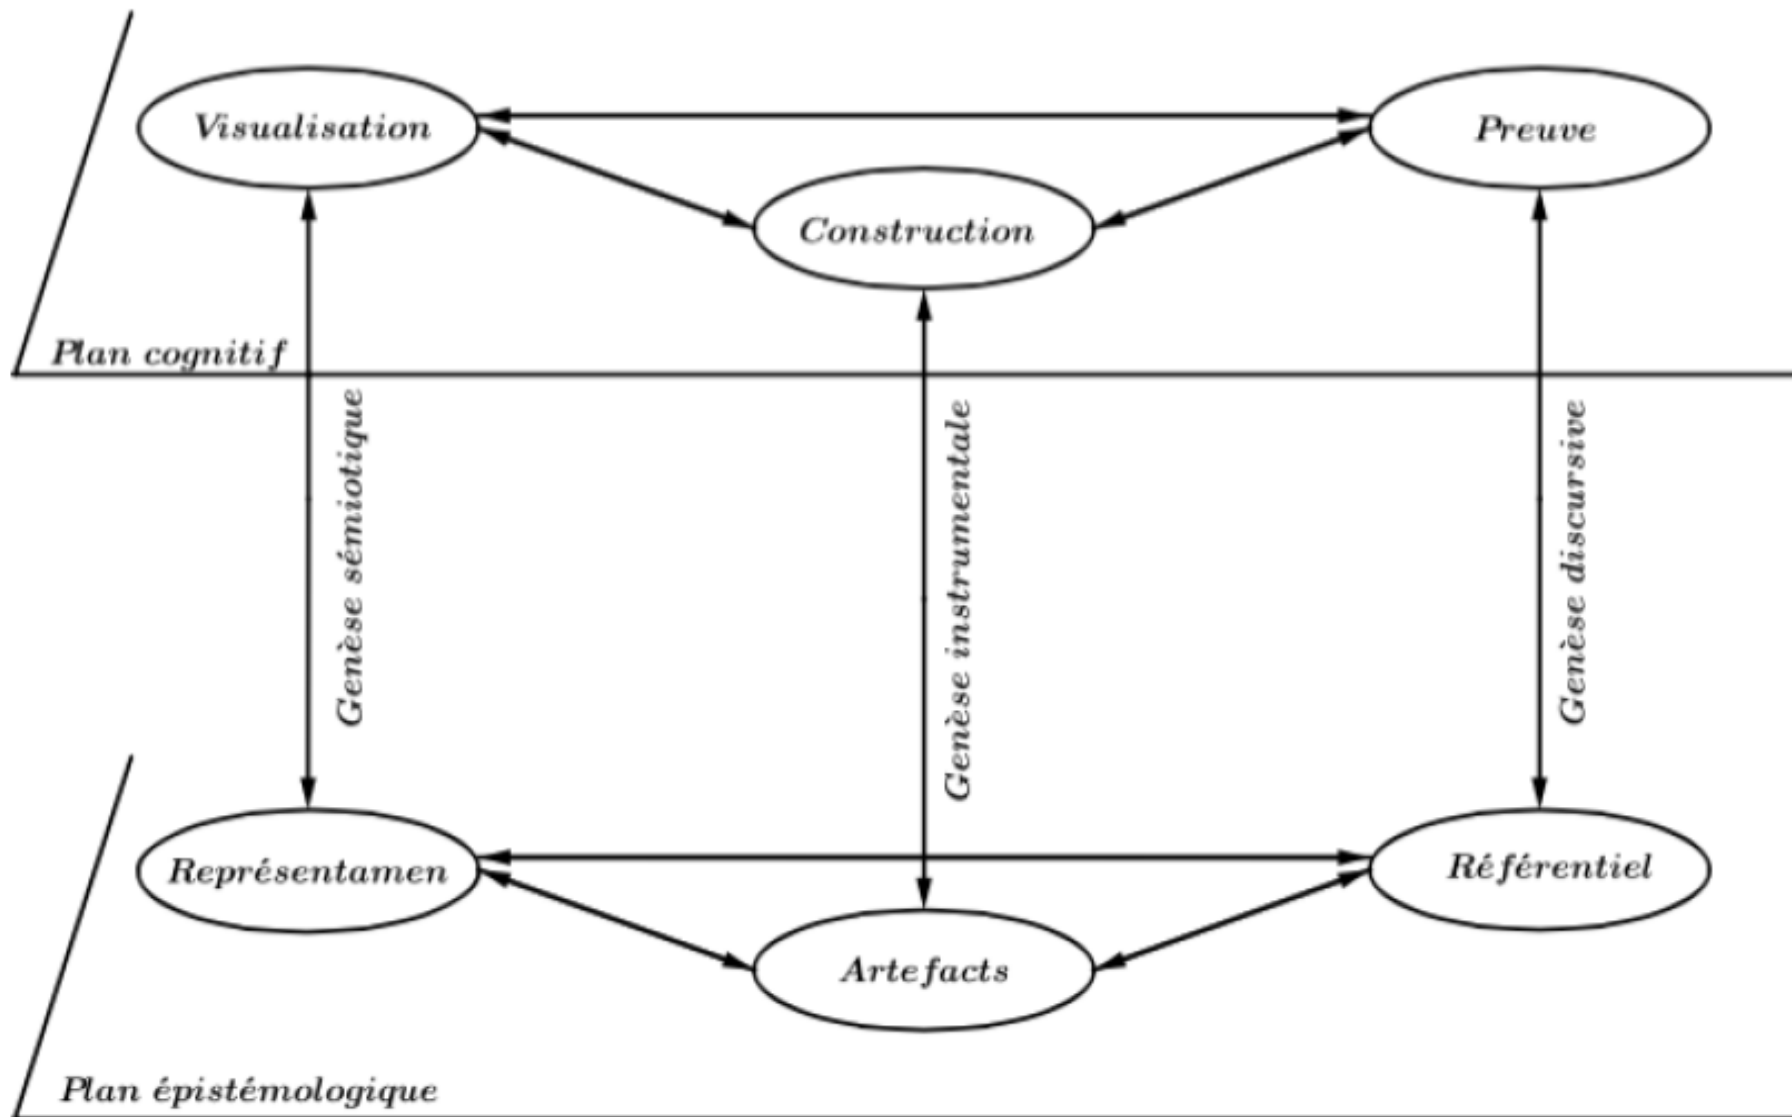 Visualisation
Preuve
Construction
Plan cognitif
Genèse sémiotique
Genèse instrumentale
Genèse discursive
Représentamen
Référentiel
Artefacts
Plan épistémologique